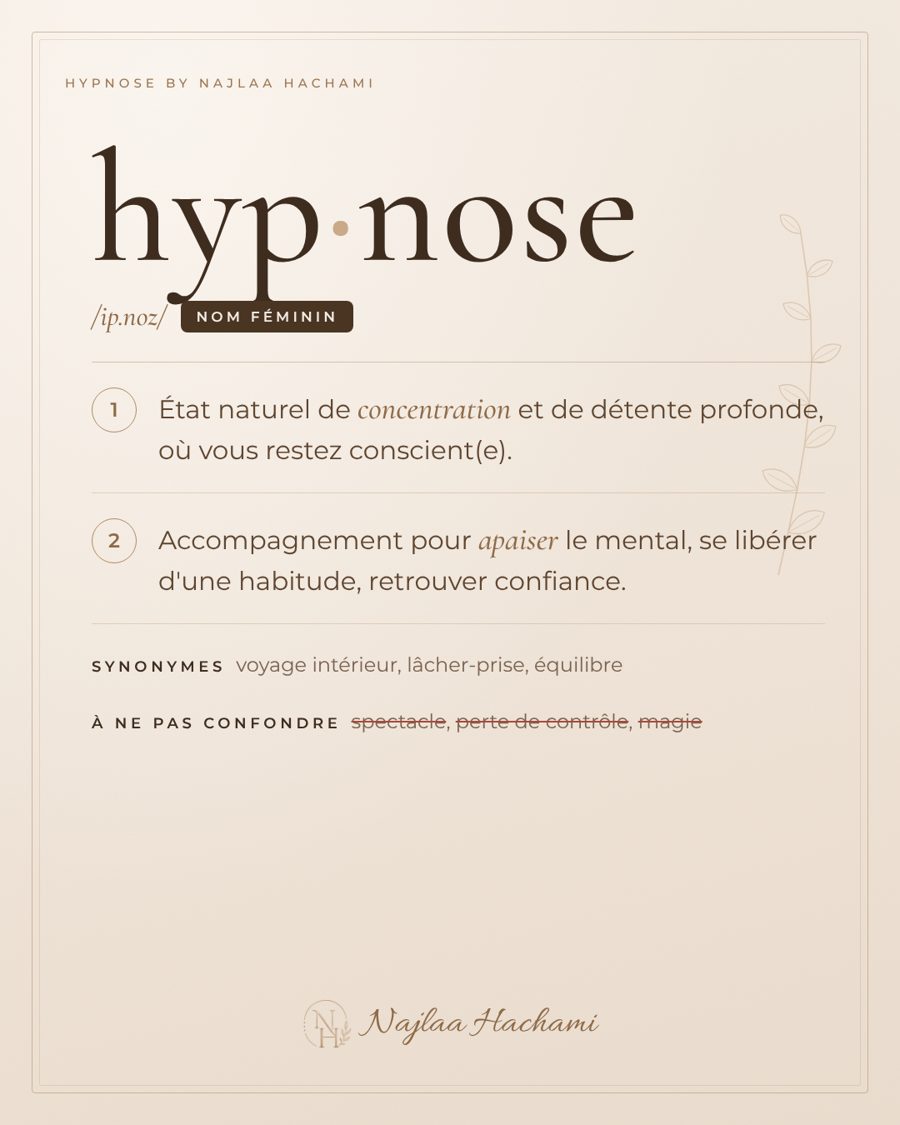 HYPNOSE BY NAJLAA HACHAMI
hyp·nose
/ip.noz/ NOM FÉMININ
1 État naturel de concentration et de détente profonde,
où vous restez conscient(e).
2 Accompagnement pour apaiser le mental, se libérer
d'une habitude, retrouver confiance.
SYNONYMES voyage intérieur, lâcher-prise, équilibre
À NE PAS CONFONDRE spectacle, perte de contrôle, magie
NH Najlaa Hachami